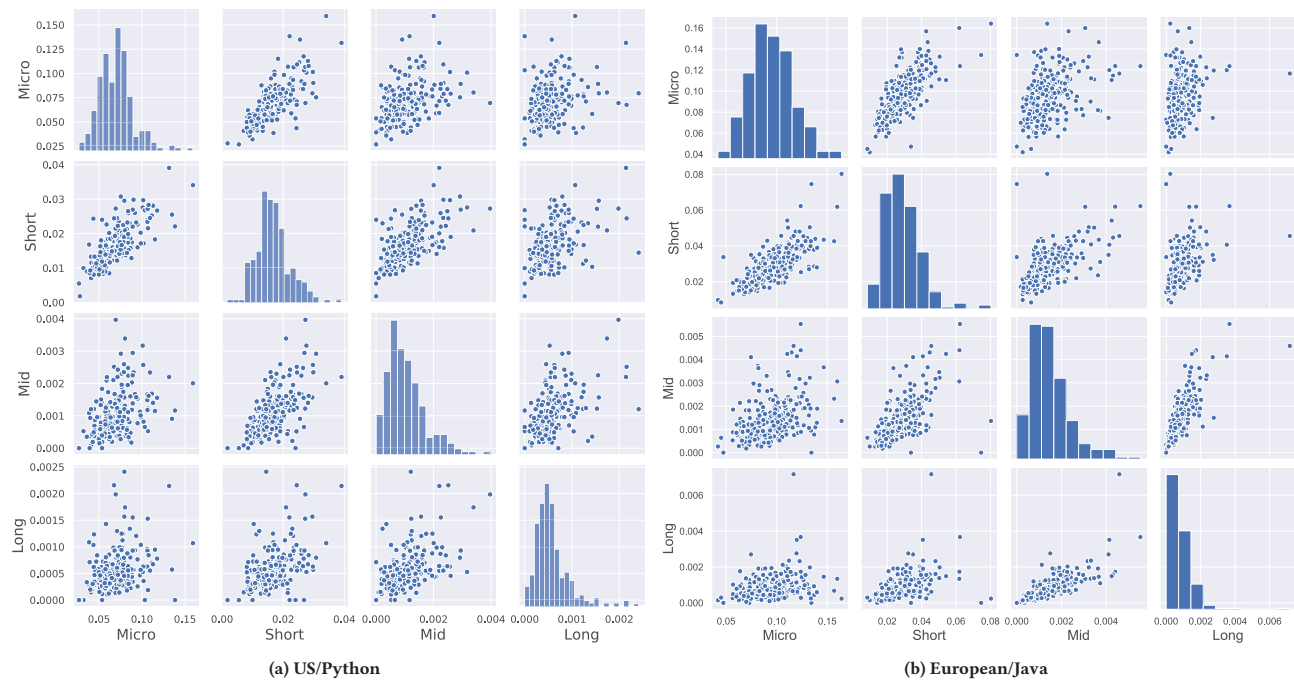 0.150
0.125
0.100
0.075
0.050
0.025
Micro
0.04
0.03
0.02
0.01
0.00
Short
0.004
0.003
0.002
0.001
0.000
Mid
0.0025
0.0020
0.0015
0.0010
0.0005
0.0000
Long
0.05 0.10 0.15
Micro
0.00 0.02 0.04
Short
0.000 0.002 0.004
Mid
0.000 0.001 0.002
Long
(a) US/Python
0.16
0.14
0.12
0.10
0.08
0.06
0.04
Micro
0.08
0.06
0.04
0.02
Short
0.005
0.004
0.003
0.002
0.001
0.000
Mid
0.006
0.004
0.002
0.000
Long
0.05 0.10 0.15
Micro
0.02 0.04 0.06 0.08
Short
0.000 0.002 0.004
Mid
0.000 0.002 0.004 0.006
Long
(b) European/Java